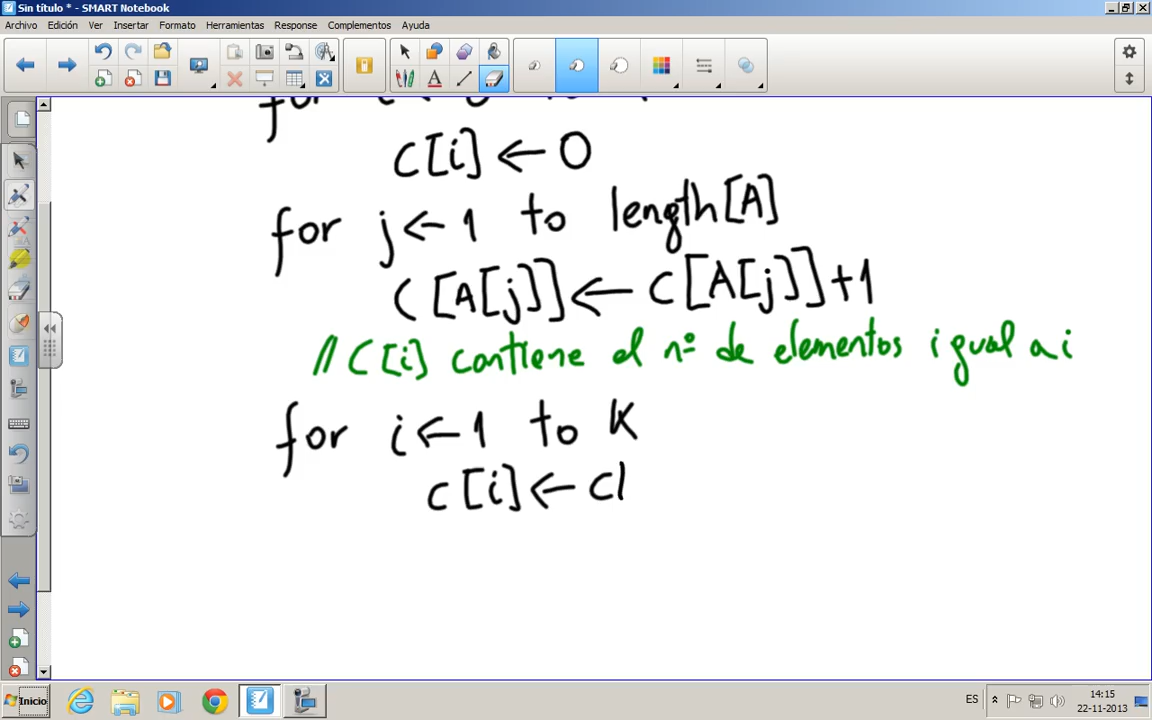 Sin título * - SMART Notebook
Archivo Edición Ver Insertar Formato Herramientas Response Complementos Ayuda
C[i] ← 0
for j ← 1 to length[A]
C[A[j]] ← C[A[j]]+1
// C[i] contiene el nº de elementos igual a i
for i ← 1 to K
C[i] ← C[
Inicio
ES
14:15
22-11-2013